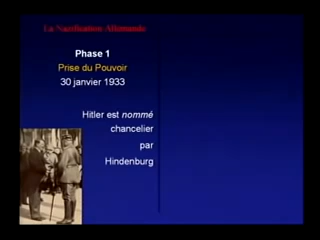 La Nazification Allemande
Phase 1
Prise du Pouvoir
30 janvier 1933
Hitler est nommé
chancelier
par
Hindenburg